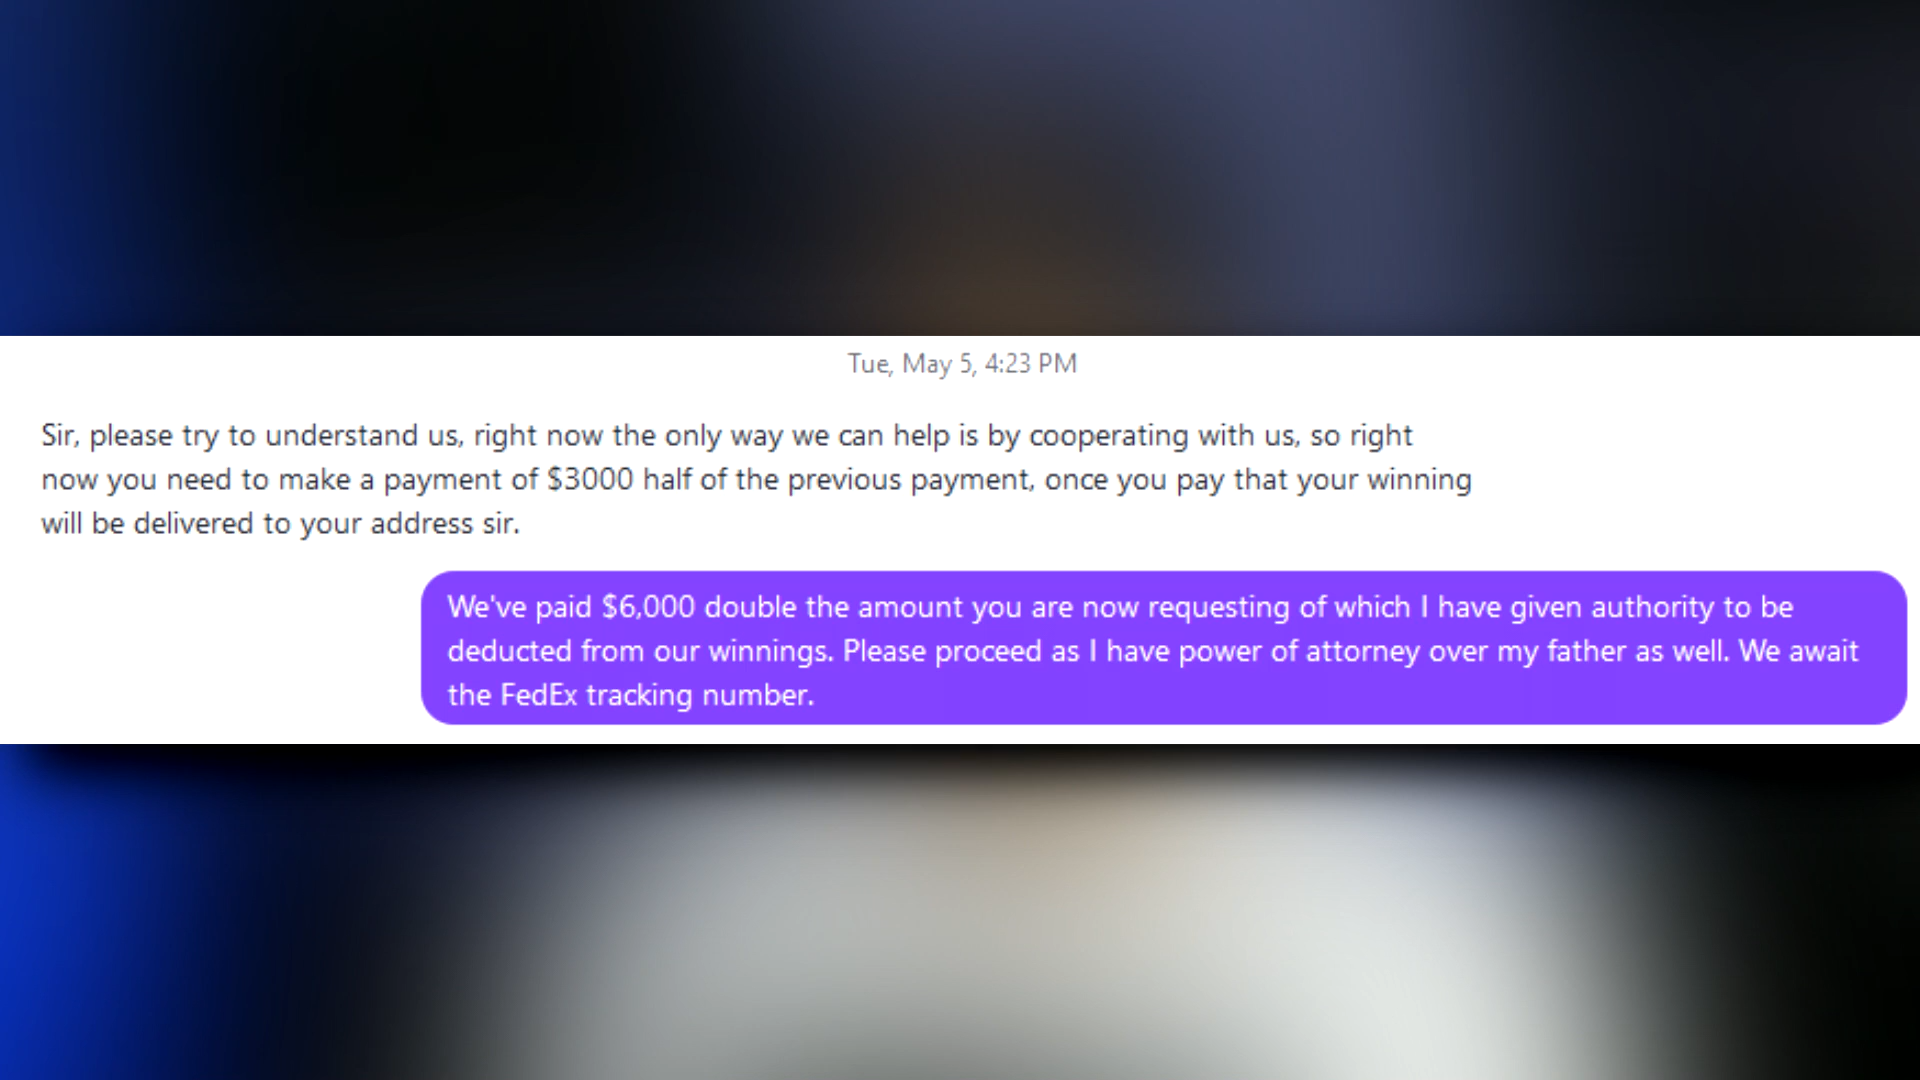 Tue, May 5, 4:23 PM
Sir, please try to understand us, right now the only way we can help is by cooperating with us, so right
now you need to make a payment of $3000 half of the previous payment, once you pay that your winning
will be delivered to your address sir.
We've paid $6,000 double the amount you are now requesting of which I have given authority to be
deducted from our winnings. Please proceed as I have power of attorney over my father as well. We await
the FedEx tracking number.